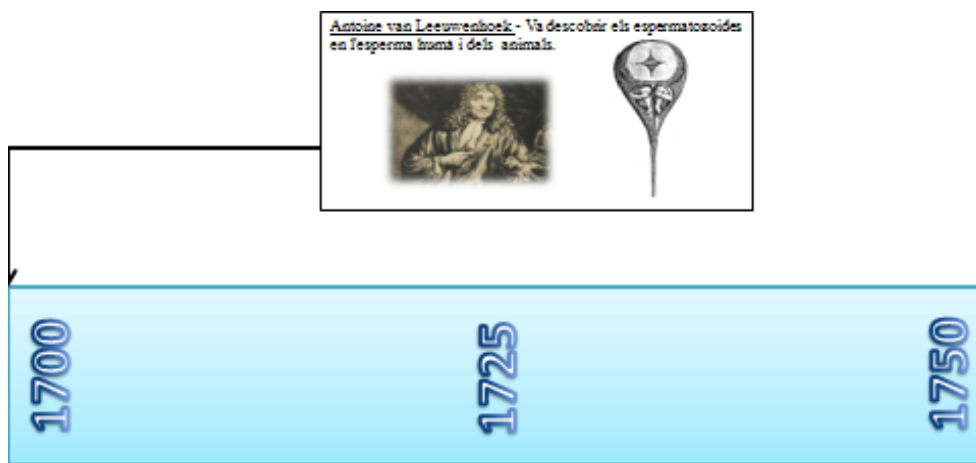 Antoine van Leeuwenhoek - Va descobrir els espermatozoides
en l'esperma humà i dels animals.
1700
1725
1750